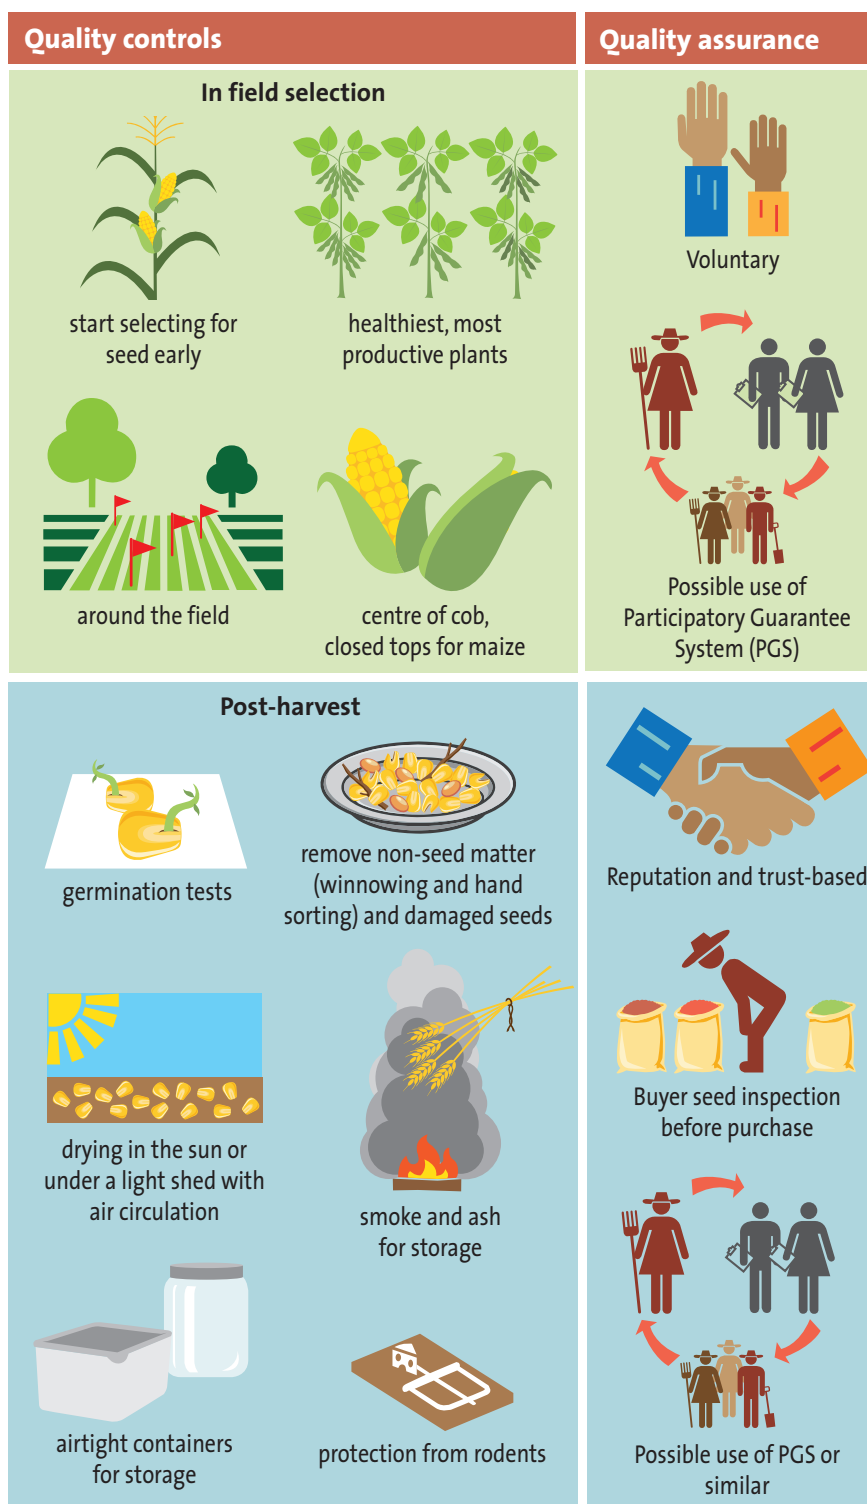 Quality controls
Quality assurance
In field selection
start selecting for
seed early
healthiest, most
productive plants
around the field
centre of cob,
closed tops for maize
Voluntary
Possible use of
Participatory Guarantee
System (PGS)
Post-harvest
germination tests
remove non-seed matter
(winnowing and hand
sorting) and damaged seeds
drying in the sun or
under a light shed with
air circulation
smoke and ash
for storage
airtight containers
for storage
protection from rodents
Reputation and trust-based
Buyer seed inspection
before purchase
Possible use of PGS or
similar